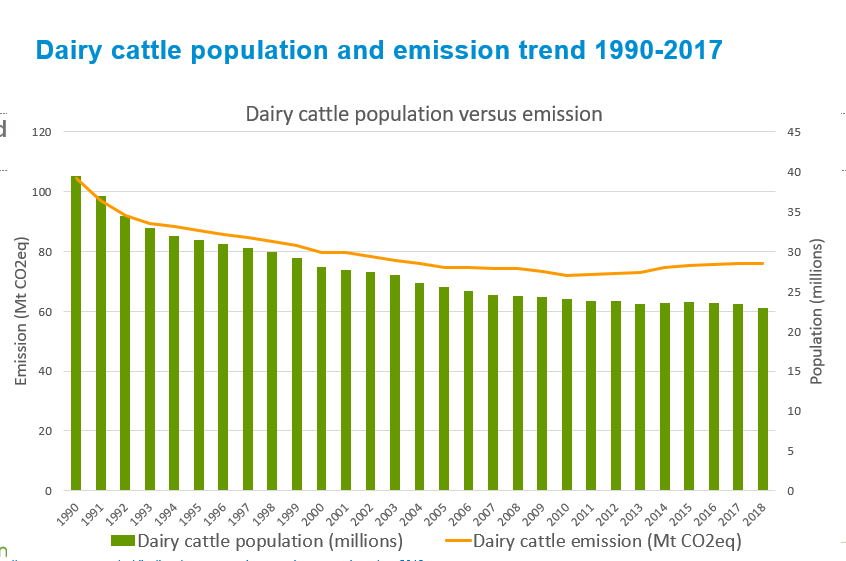 Dairy cattle population and emission trend 1990-2017
Dairy cattle population versus emission
d
120
100
80
60
40
20
0
Emission (Mt CO2eq)
45
40
35
30
25
20
15
10
5
0
Population (millions)
1990 1991 1992 1993 1994 1995 1996 1997 1998 1999 2000 2001 2002 2003 2004 2005 2006 2007 2008 2009 2010 2011 2012 2013 2014 2015 2016 2017 2018
Dairy cattle population (millions) Dairy cattle emission (Mt CO2eq)
n